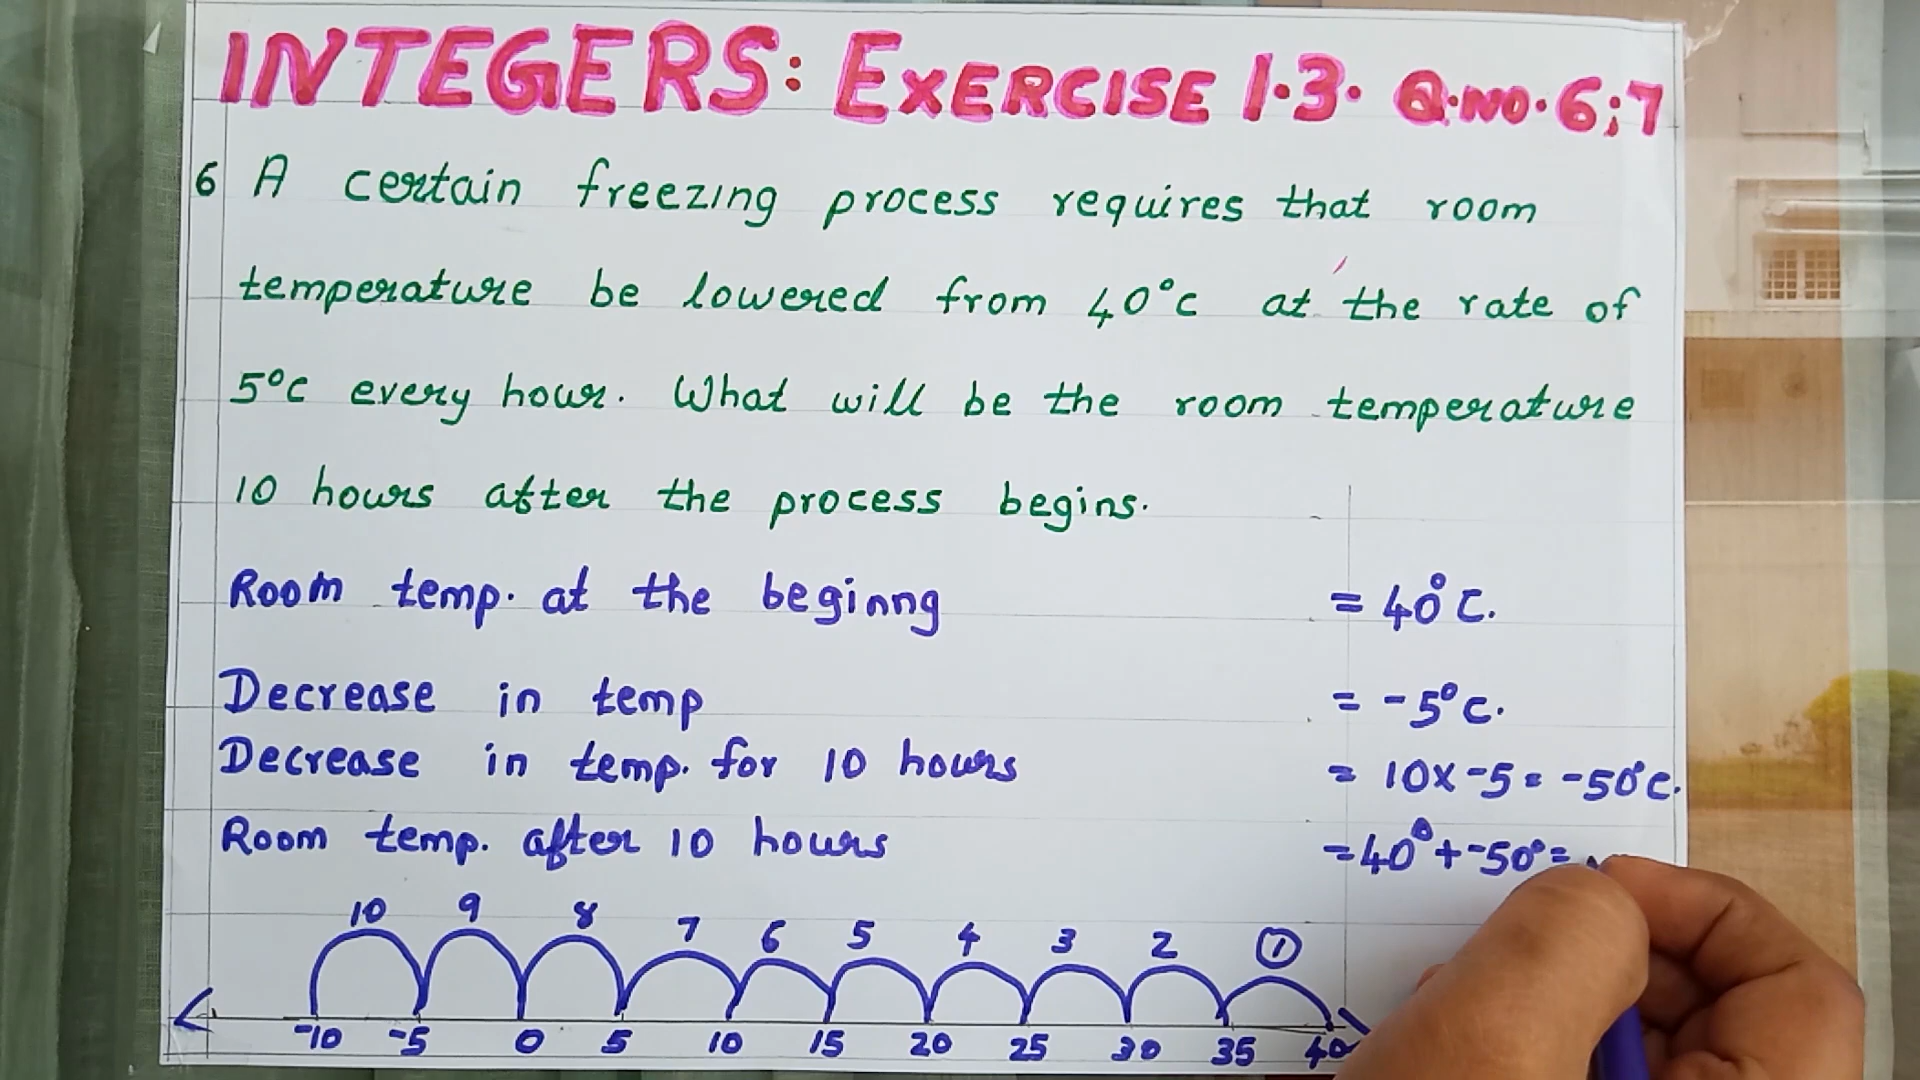 INTEGERS: EXERCISE 1.3. Q.NO.6;7
6 A certain freezing process requires that room
temperature be lowered from 40°C at the rate of
5°C every hour. What will be the room temperature
10 hours after the process begins.
Room temp. at the beginng = 40°C.
Decrease in temp = -5°C.
Decrease in temp. for 10 hours = 10x-5 = -50°C.
Room temp. after 10 hours = 40°+-50°=
10 9 8 7 6 5 4 3 2 1
-10 -5 0 5 10 15 20 25 30 35 40